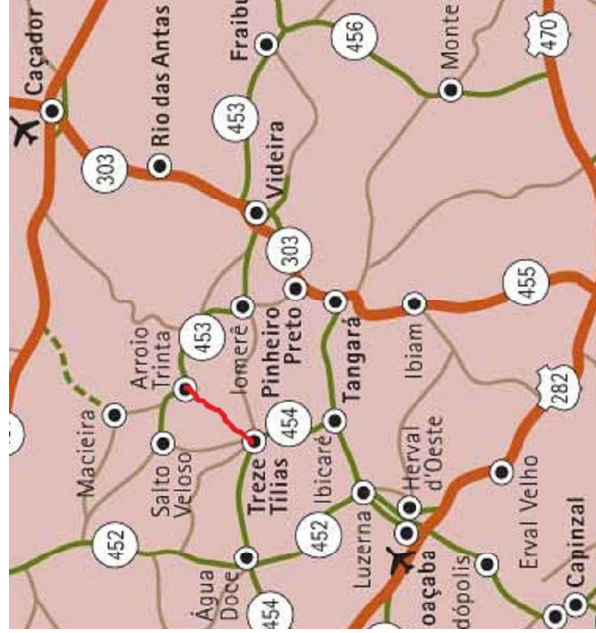 Caçador
Rio das Antas
Fraibu
456
Monte
470
453
303
Videira
303
455
Arroio
Trinta
453
Iomerê
Pinheiro
Preto
Tangará
Ibiam
282
Macieira
Salto
Veloso
Treze
Tílias
454
Ibicaré
Herval
d'Oeste
Erval Velho
452
452
Luzerna
Água
Doce
454
oaçaba
dópolis
Capinzal